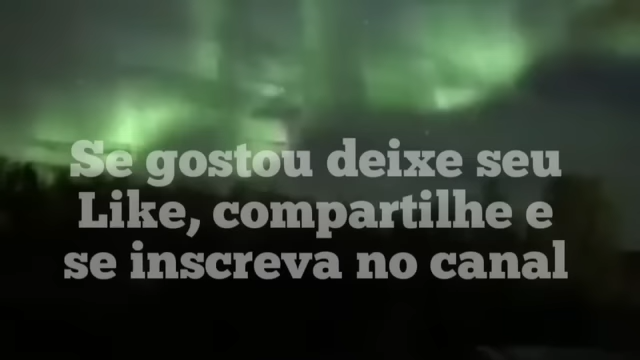 Se gostou deixe seu
Like, compartilhe e
se inscreva no canal